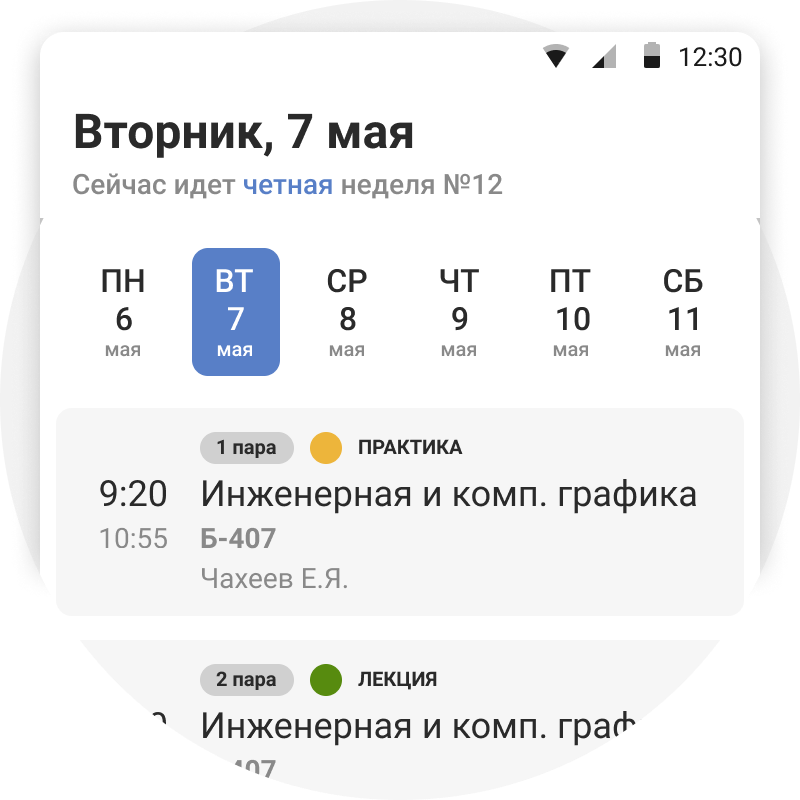 12:30
Вторник, 7 мая
Сейчас идет четная неделя №12
ПН ВТ СР ЧТ ПТ СБ
6 7 8 9 10 11
мая мая мая мая мая мая
1 пара ПРАКТИКА
9:20 Инженерная и комп. графика
10:55 Б-407
Чахеев Е.Я.
2 пара ЛЕКЦИЯ
Инженерная и комп.